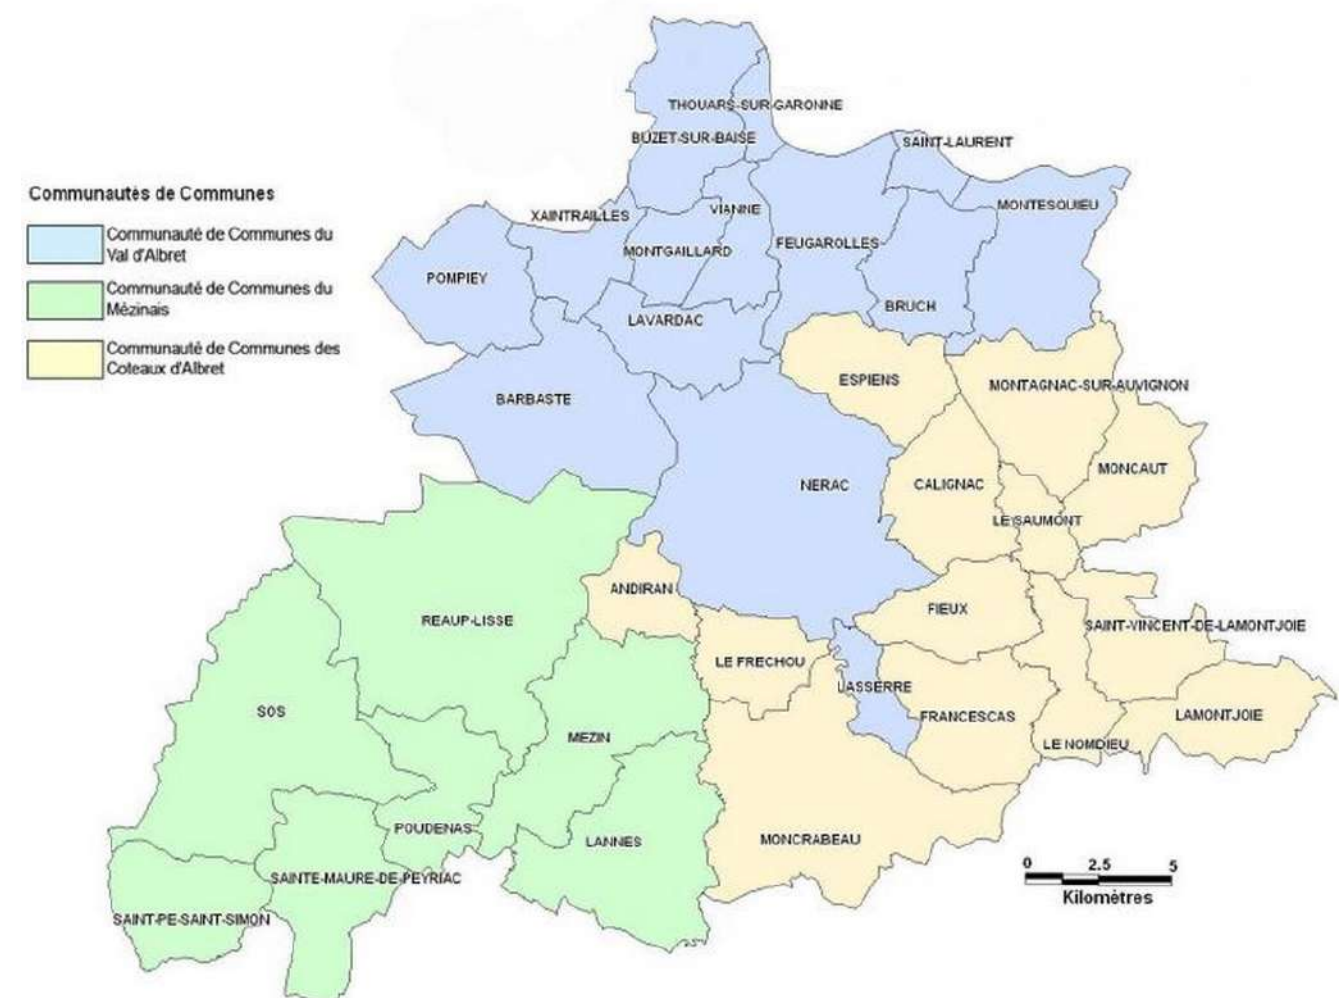 THOUARS-SUR-GARONNE
BUZET-SUR-BAISE
SAINT-LAURENT
Communautés de Communes
Communauté de Communes du
Val d'Albret
Communauté de Communes du
Mézinais
Communauté de Communes des
Coteaux d'Albret
XAINTRAILLES
VIANNE
MONTESQUIEU
MONTGAILLARD
FEUGAROLLES
POMPIEY
BRUCH
LAVARDAC
ESPIENS
MONTAGNAC-SUR-AUVIGNON
BARBASTE
MONCAUT
NERAC
CALIGNAC
LE SAUMONT
ANDIRAN
FIEUX
REAUP-LISSE
SAINT-VINCENT-DE-LAMONTJOIE
LE FRECHOU
LASSERRE
SOS
FRANCESCAS
LAMONTJOIE
MEZIN
LE NOMDIEU
POUDENAS
LANNES
MONCRABEAU
SAINTE-MAURE-DE-PEYRIAC
SAINT-PE-SAINT-SIMON
0 2.5 5
Kilomètres